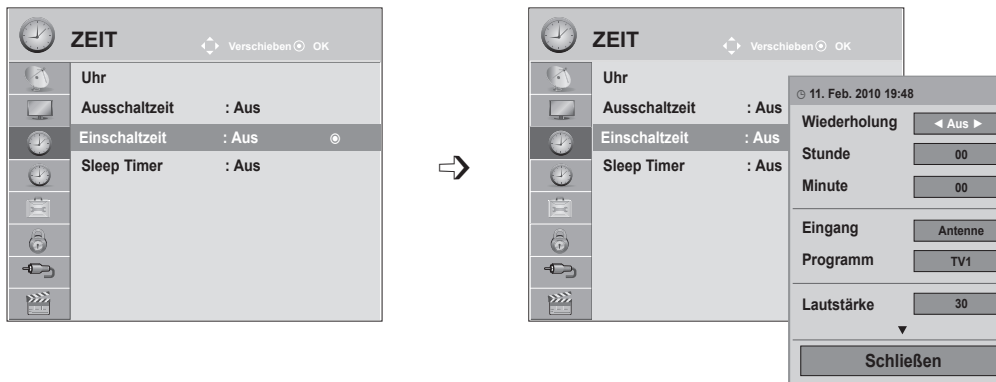 ZEIT
Verschieben OK
Uhr
Ausschaltzeit : Aus
Einschaltzeit : Aus
Sleep Timer : Aus
ZEIT
Verschieben OK
Uhr
Ausschaltzeit : Aus
Einschaltzeit : Aus
Sleep Timer : Aus
11. Feb. 2010 19:48
Wiederholung ◄ Aus ►
Stunde 00
Minute 00
Eingang Antenne
Programm TV1
Lautstärke 30
▼
Schließen